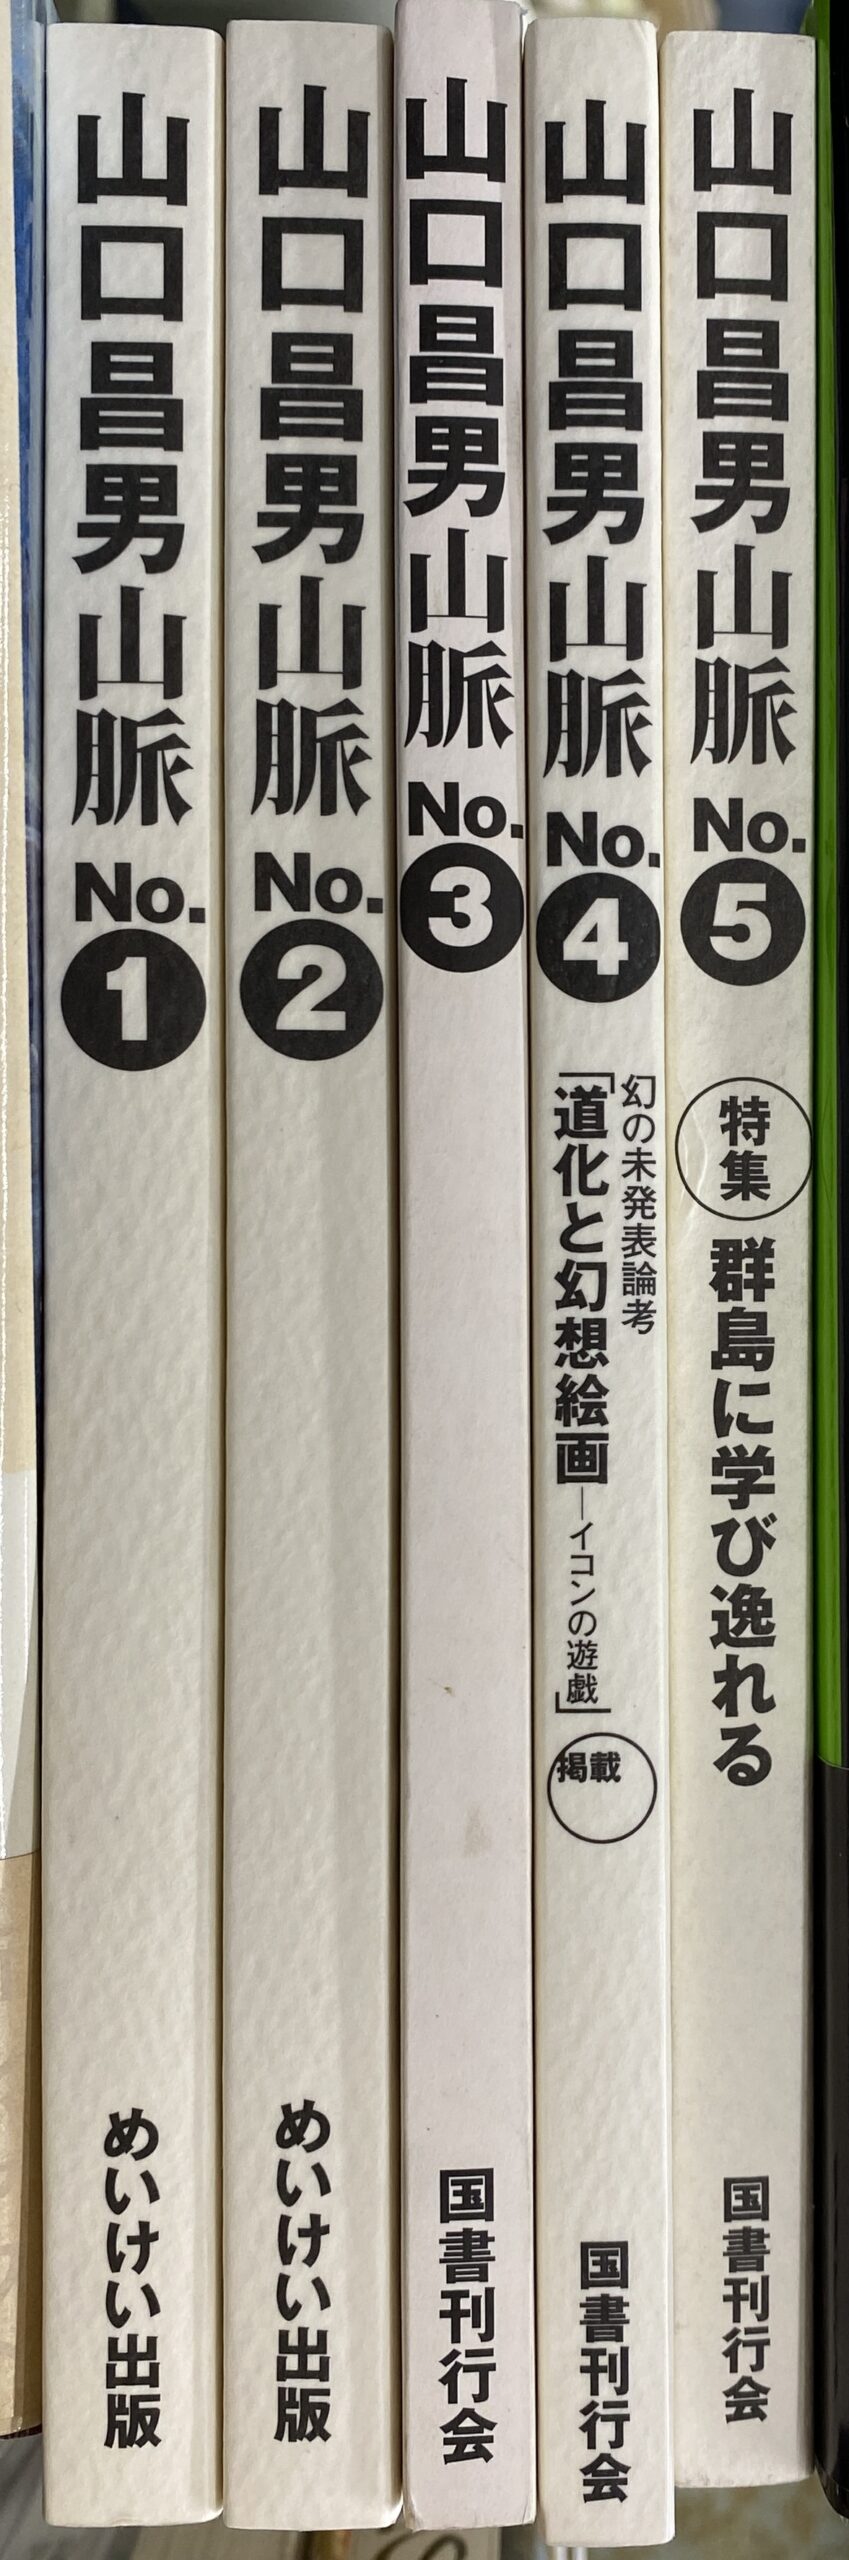 山口昌男山脈 No.1
めいけい出版
山口昌男山脈 No.2
めいけい出版
山口昌男山脈 No.3
国書刊行会
山口昌男山脈 No.4
幻の未発表論考
「道化と幻想絵画―イコンの遊戯」
掲載
国書刊行会
山口昌男山脈 No.5
特集
群島に学び逸れる
国書刊行会